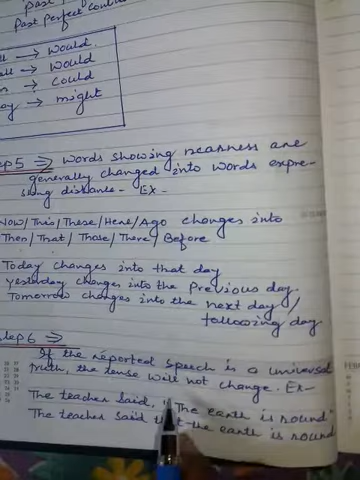 Past Perfect Conti
→ Would.
→ Would
→ Could
→ might
ep 5 ⇒ Words showing nearness are
generally changed into words expre-
ssing distance- Ex-
Now/This/These/Here/Ago changes into
Then/That/Those/There/Before
Today changes into that day
Yesterday changes into the Previous day.
Tomorrow changes into the next day/
following day
Step 6 ⇒
If the reported speech is a universal
truth, the tense will not change. Ex-
The teacher Said, "The earth is round"
The teacher Said the earth is round